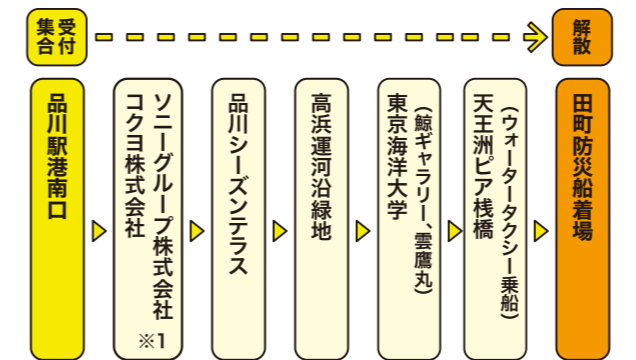 受付
集合
解散
品川駅港南口
ソニーグループ株式会社
コクヨ株式会社
※1
品川シーズンテラス
高浜運河沿緑地
東京海洋大学
(鯨ギャラリー、雲鷹丸)
天王洲ピア桟橋
(ウォータータクシー乗船)
田町防災船着場